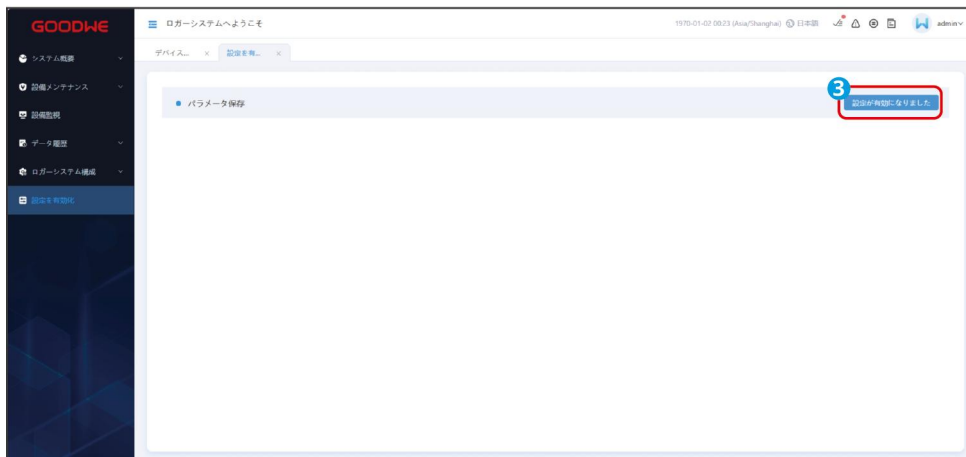 GOODWE
ロガーシステムへようこそ
1970-01-02 00:23 (Asia/Shanghai) 日本語
admin
システム概要
設備メンテナンス
設備監視
データ履歴
ロガーシステム構成
設定を有効化
デバイス... ×
設定を有... ×
パラメータ保存
3
設定が有効になりました